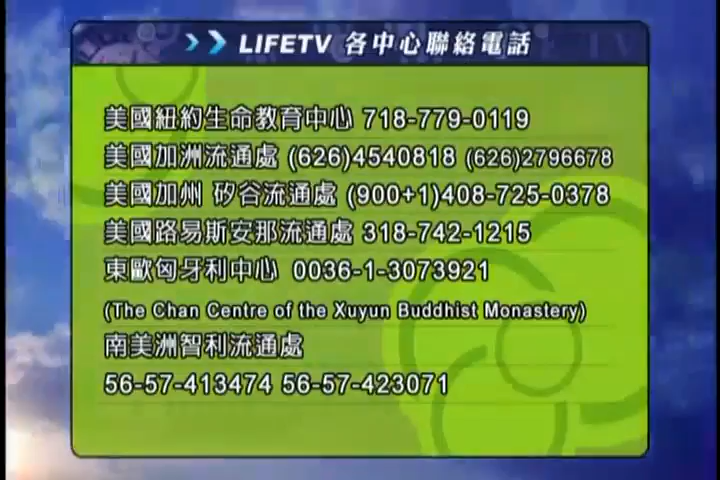 LIFETV 各中心聯絡電話
美國紐約生命教育中心 718-779-0119
美國加洲流通處 (626)4540818 (626)2796678
美國加州 矽谷流通處 (900+1)408-725-0378
美國路易斯安那流通處 318-742-1215
東歐匈牙利中心 0036-1-3073921
(The Chan Centre of the Xuyun Buddhist Monastery)
南美洲智利流通處
56-57-413474 56-57-423071